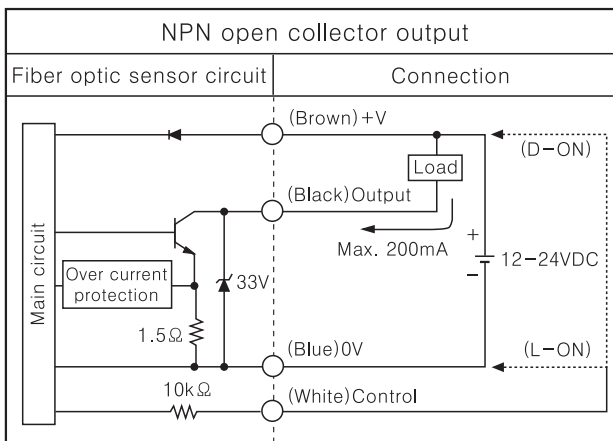 NPN open collector output
Fiber optic sensor circuit
Connection
(Brown)+V
(D-ON)
Load
(Black)Output
Max. 200mA
+
12-24VDC
-
Main circuit
Over current
protection
33V
1.5Ω
(Blue)0V
(L-ON)
10kΩ
(White)Control